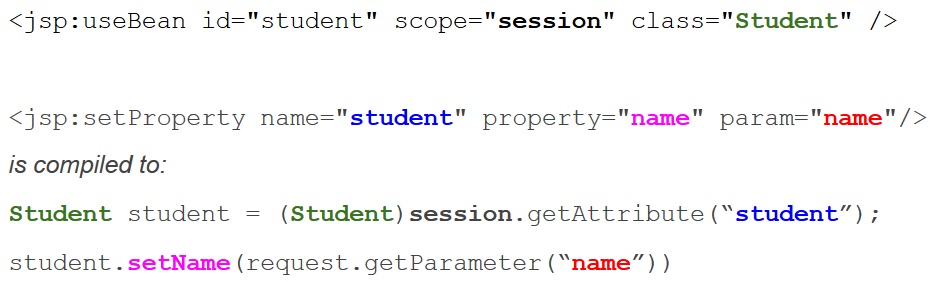 <jsp:useBean id="student" scope="session" class="Student" />
<jsp:setProperty name="student" property="name" param="name"/>
is compiled to:
Student student = (Student)session.getAttribute(“student”);
student.setName(request.getParameter(“name”))